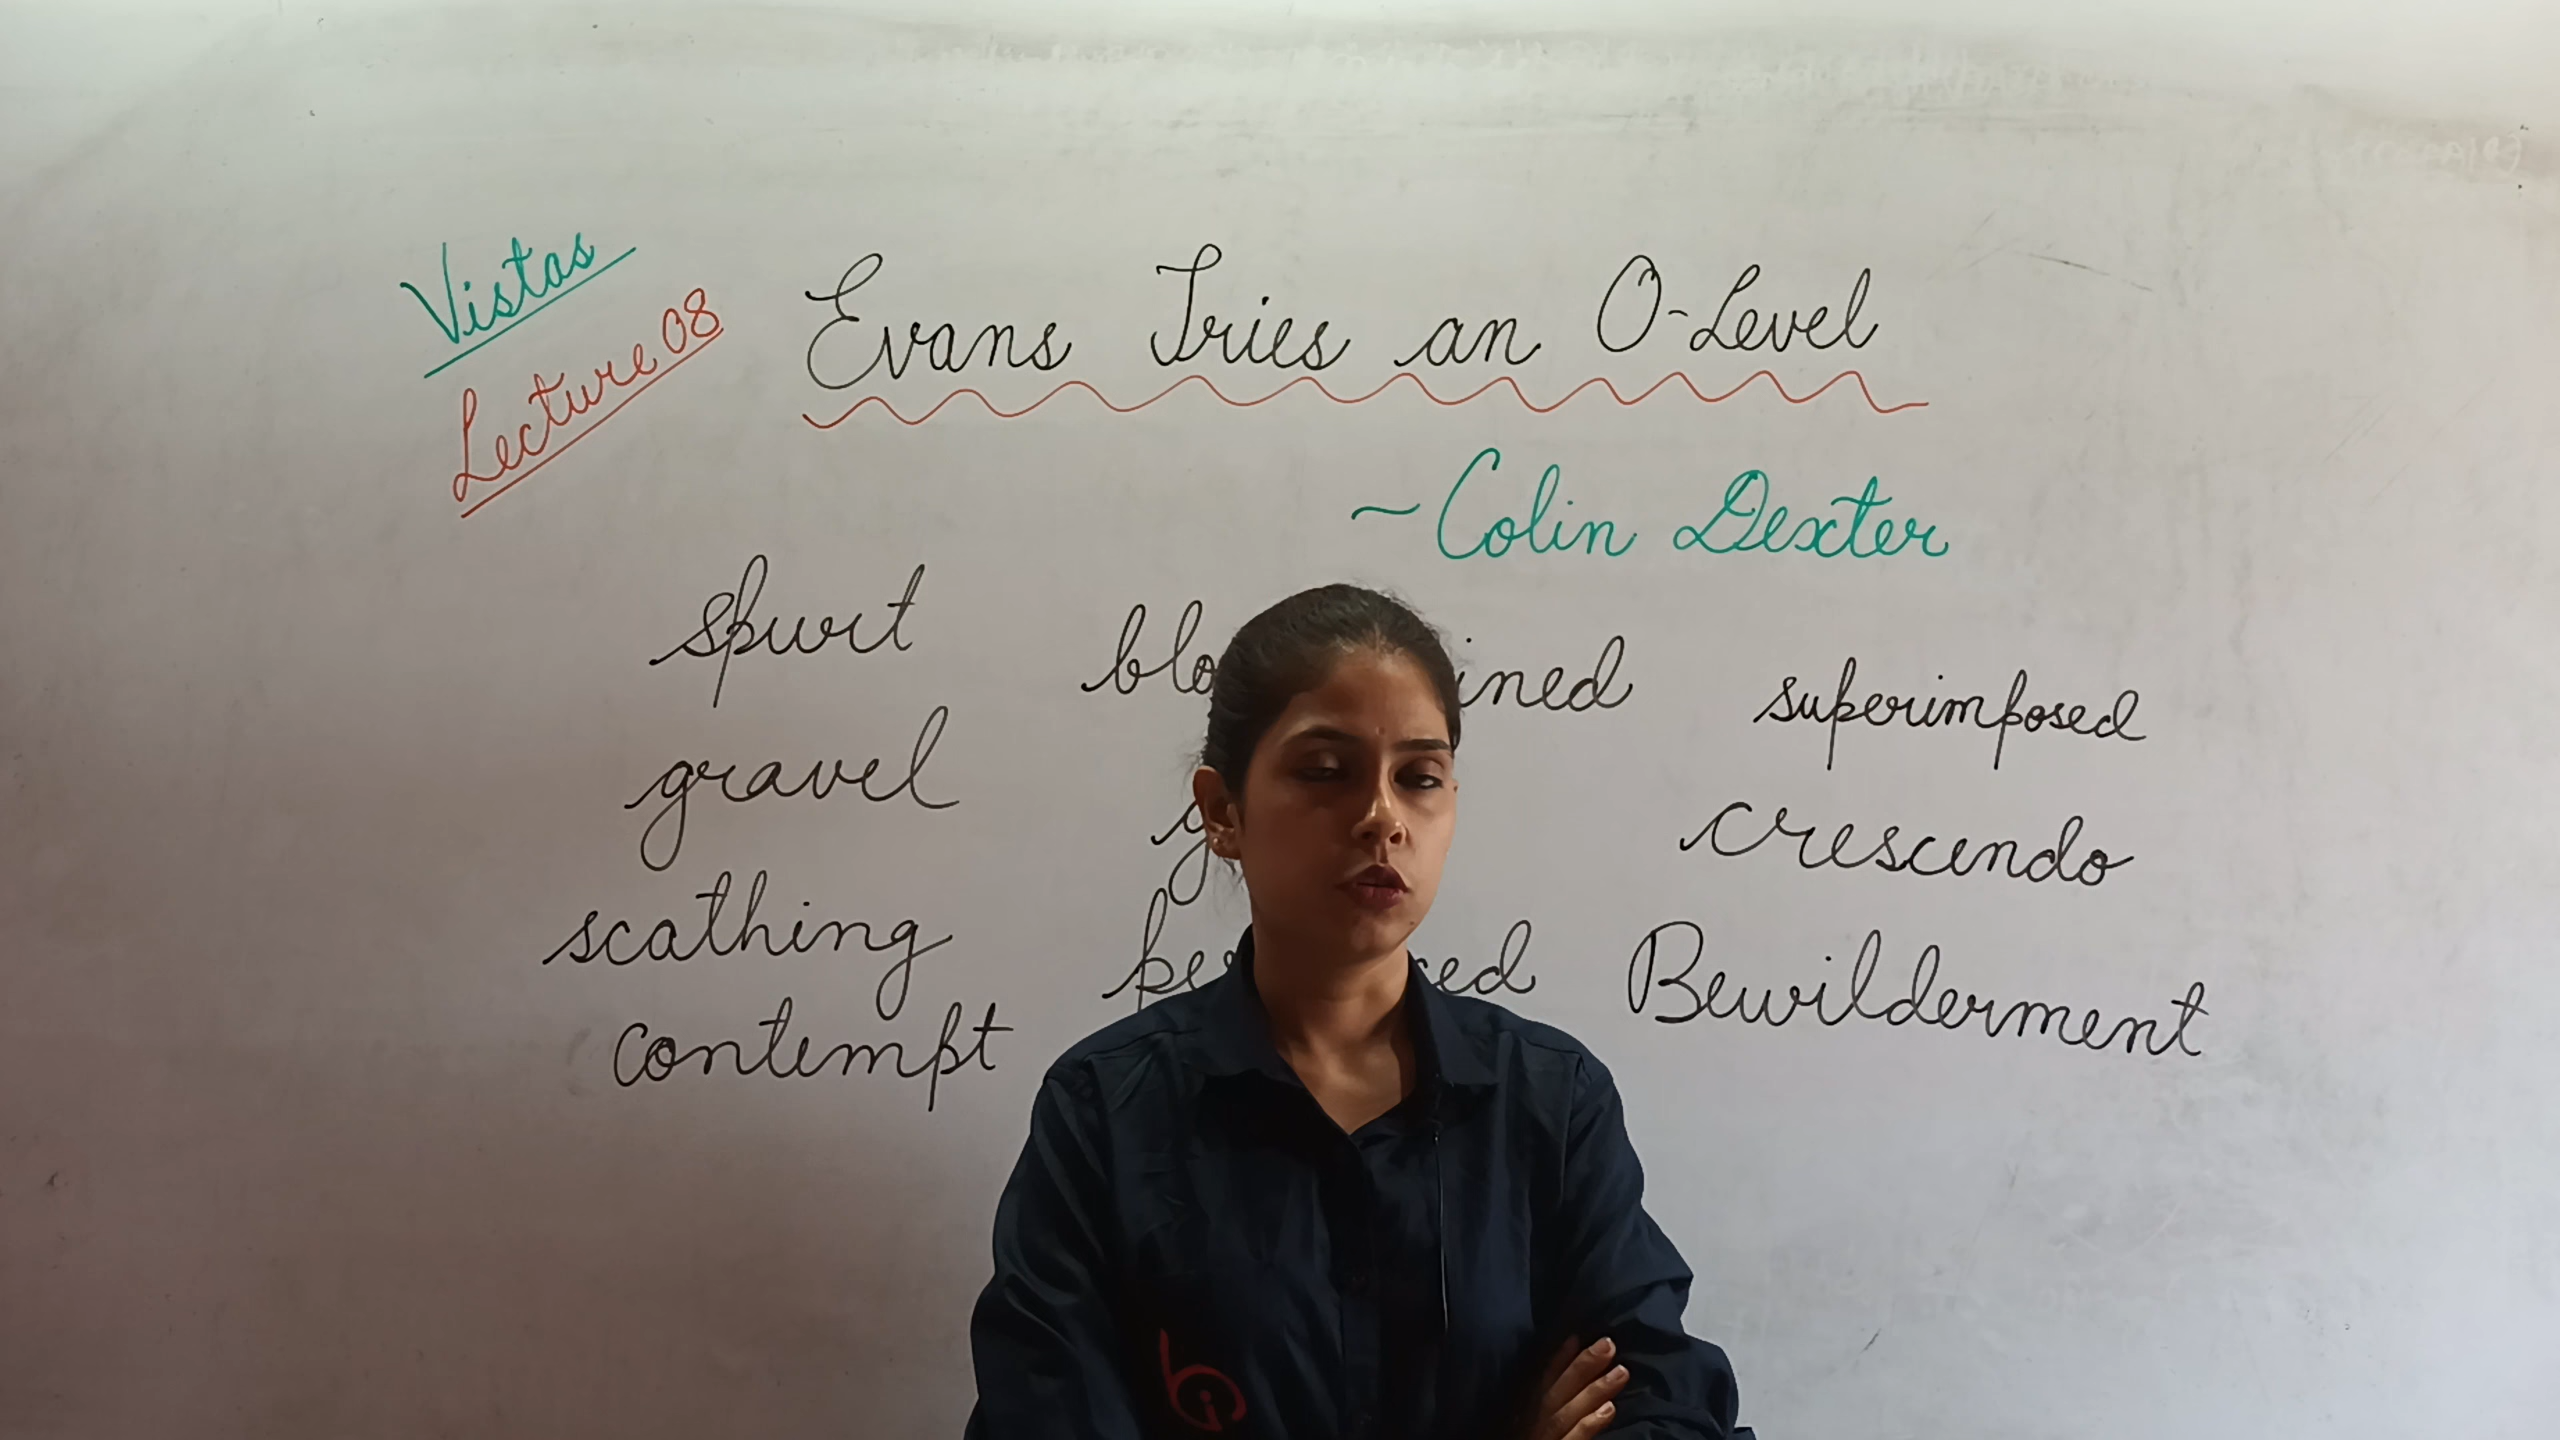 Vistas
Lecture 08
Evans Tries an O-Level
~ Colin Dexter
spurt
gravel
scathing
contempt
superimposed
crescendo
Bewilderment